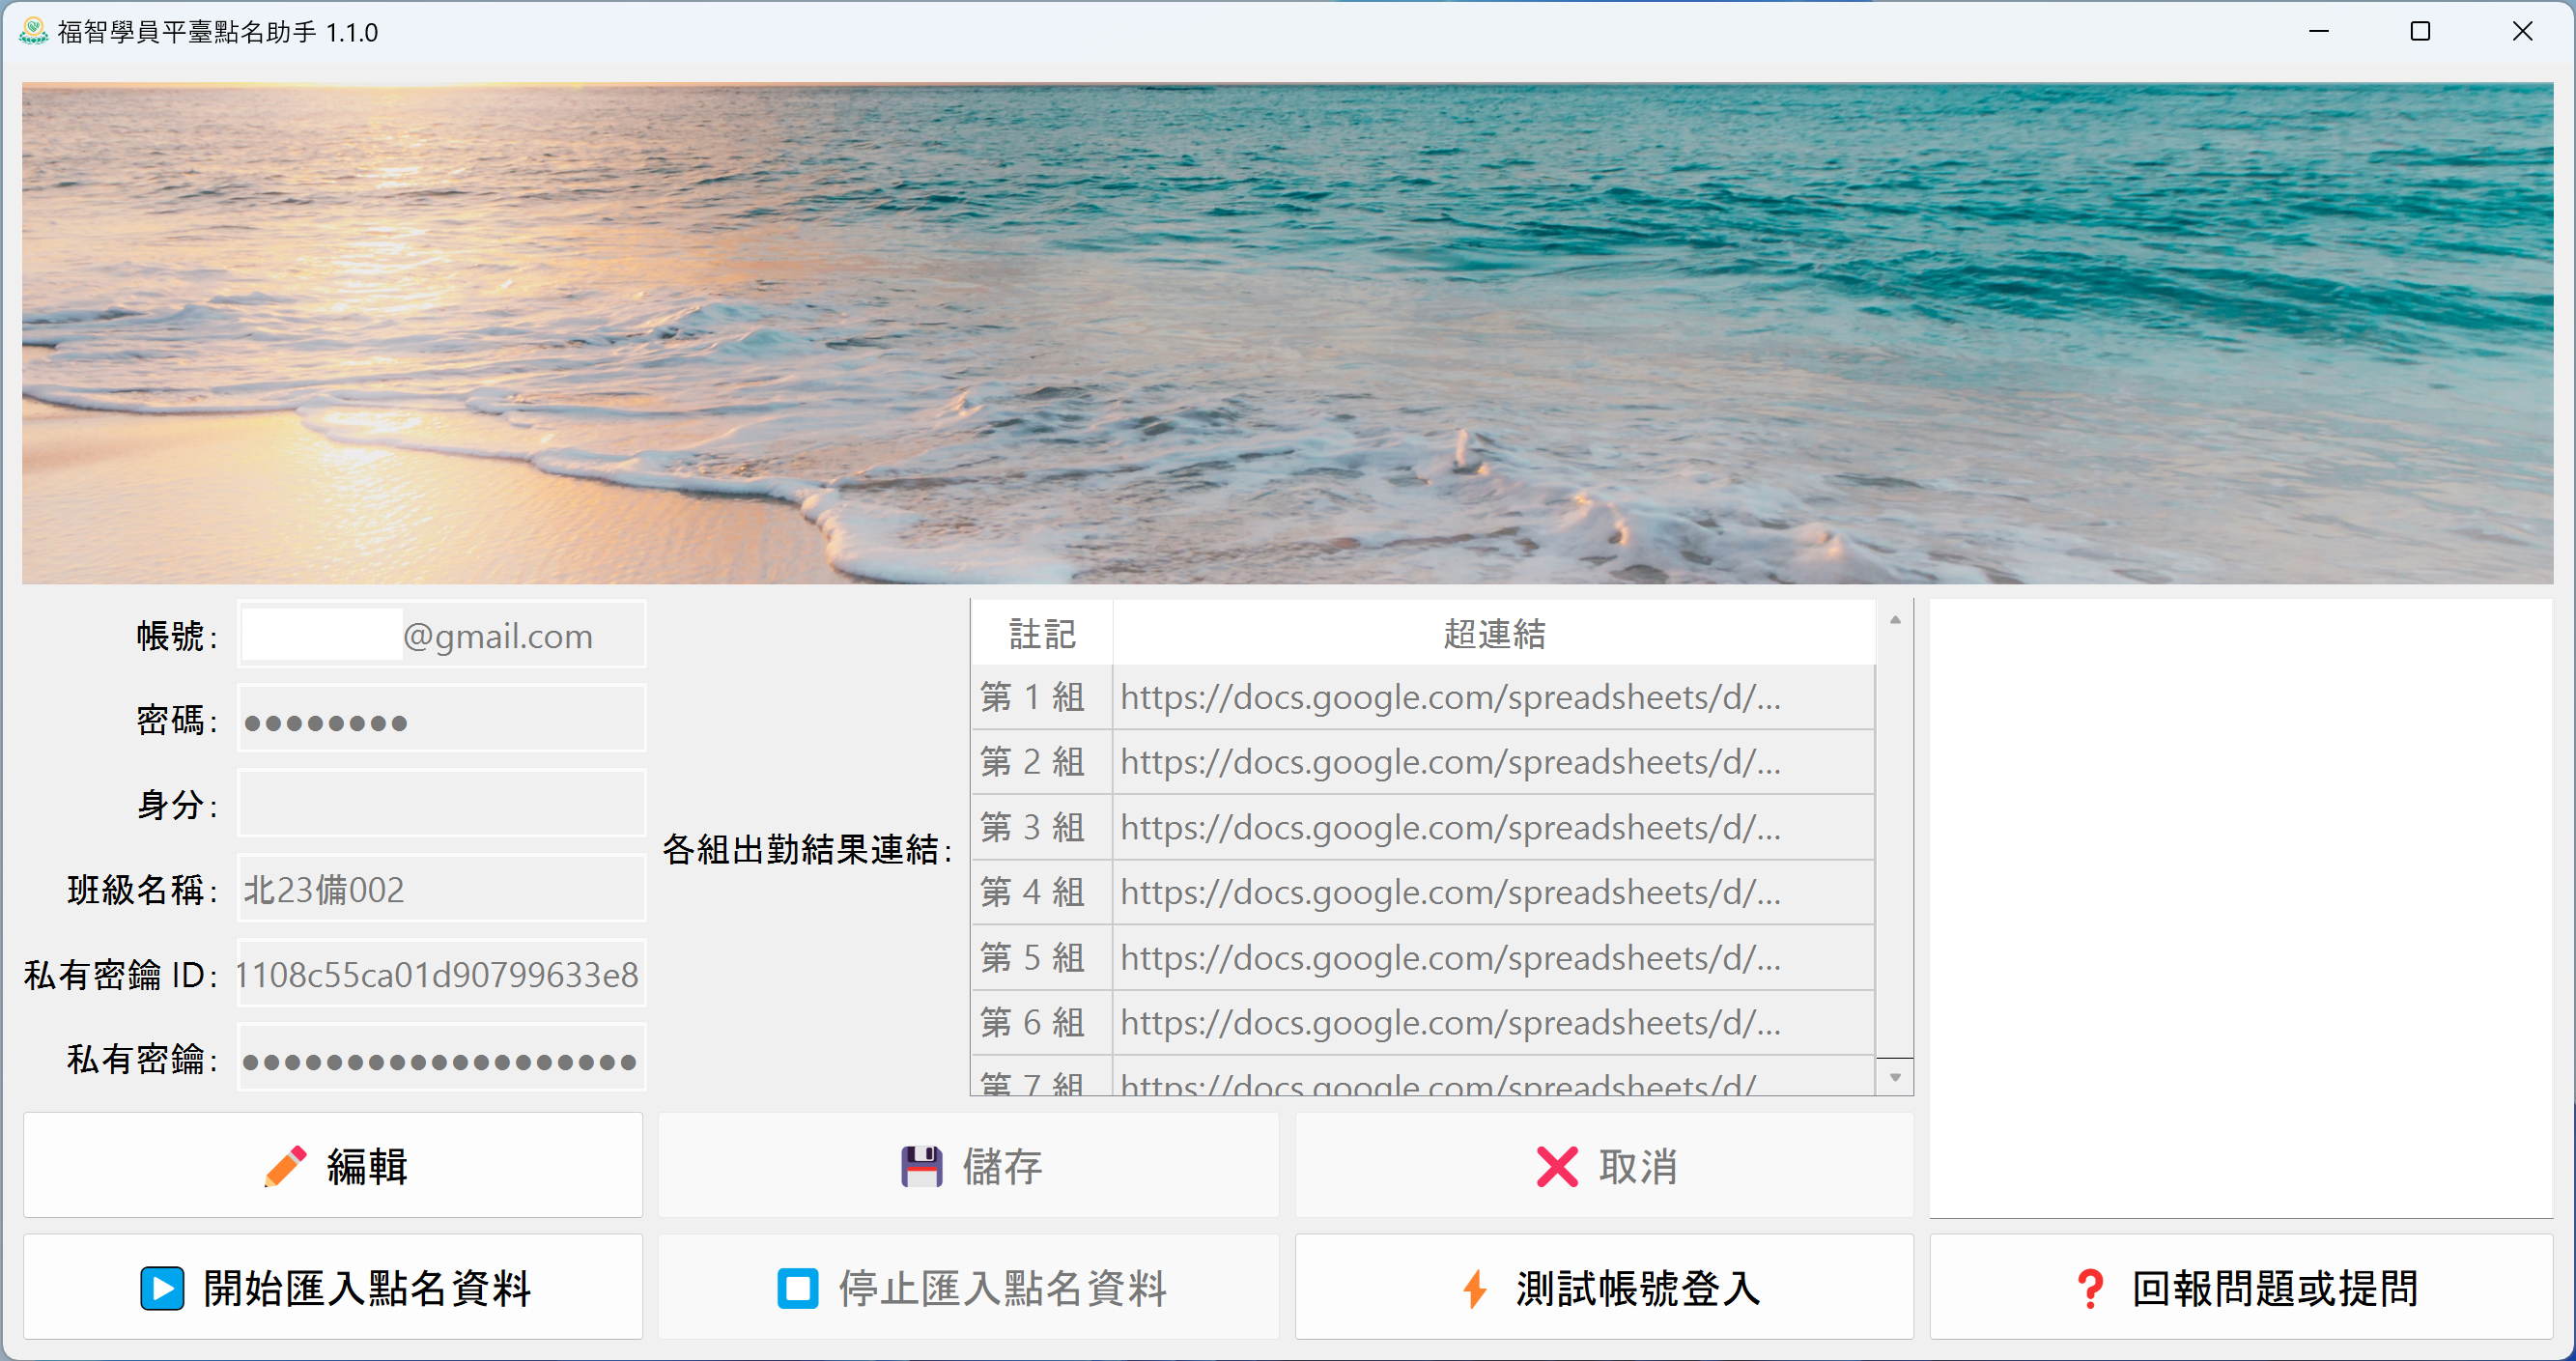 福智學員平臺點名助手 1.1.0
帳號：
@gmail.com
密碼：
●●●●●●●●
身分：
班級名稱：
北23備002
私有密鑰 ID：
1108c55ca01d90799633e8
私有密鑰：
●●●●●●●●●●●●●●●●●●●
各組出勤結果連結：
註記 超連結
第 1 組 https://docs.google.com/spreadsheets/d/...
第 2 組 https://docs.google.com/spreadsheets/d/...
第 3 組 https://docs.google.com/spreadsheets/d/...
第 4 組 https://docs.google.com/spreadsheets/d/...
第 5 組 https://docs.google.com/spreadsheets/d/...
第 6 組 https://docs.google.com/spreadsheets/d/...
第 7 組 https://docs.google.com/spreadsheets/d/
編輯
儲存
取消
開始匯入點名資料
停止匯入點名資料
測試帳號登入
回報問題或提問